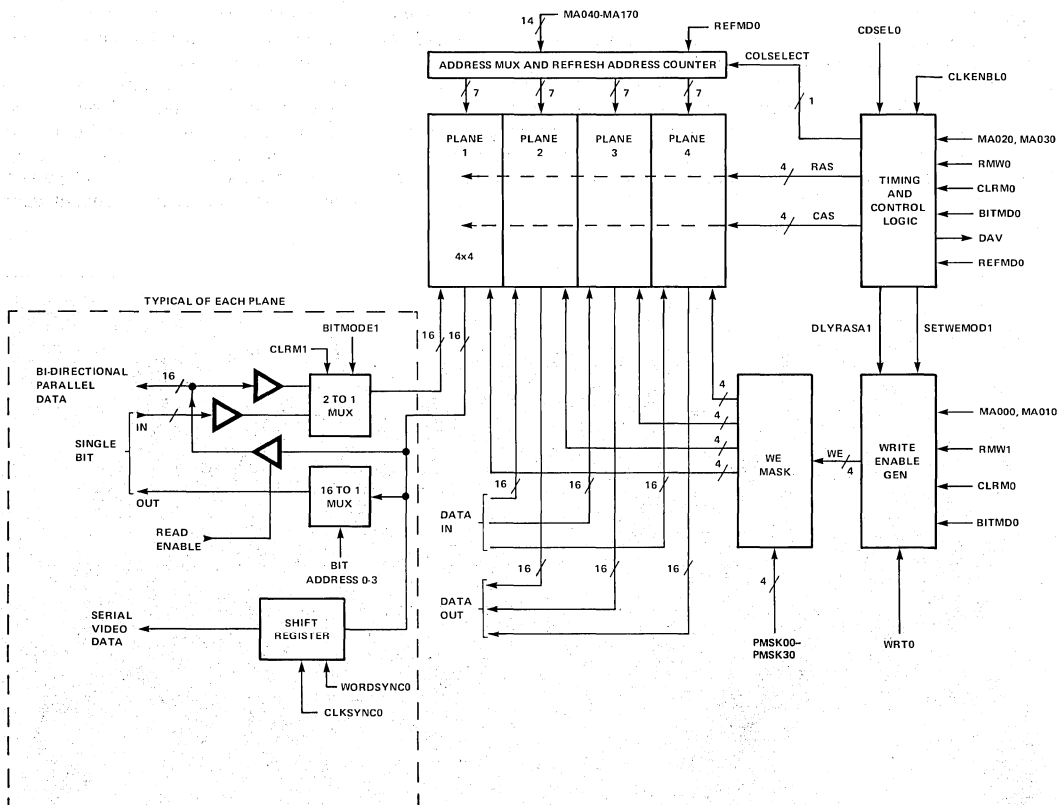 MA040-MA170
14
REFMD0
CDSEL0
ADDRESS MUX AND REFRESH ADDRESS COUNTER
COLSELECT
CLKENBL0
7
7
7
7
1
PLANE
1
PLANE
2
PLANE
3
PLANE
4
4
RAS
4
CAS
4x4
TIMING
AND
CONTROL
LOGIC
MA020, MA030
RMW0
CLRM0
BITMD0
DAV
REFMD0
TYPICAL OF EACH PLANE
DLYRASA1
SETWEMOD1
BITMODE1
CLRM1
16
16
BI-DIRECTIONAL
PARALLEL
DATA
16
2 TO 1
MUX
IN
SINGLE
BIT
OUT
16 TO 1
MUX
READ
ENABLE
BIT
ADDRESS 0-3
4
4
4
4
WE
MASK
WE
4
WRITE
ENABLE
GEN
MA000, MA010
RMW1
CLRM0
BITMD0
DATA
IN
16
16
16
DATA
OUT
16
16
16
4
PMSK00-
PMSK30
WRT0
SERIAL
VIDEO
DATA
SHIFT
REGISTER
WORDSYNC0
CLKSYNC0